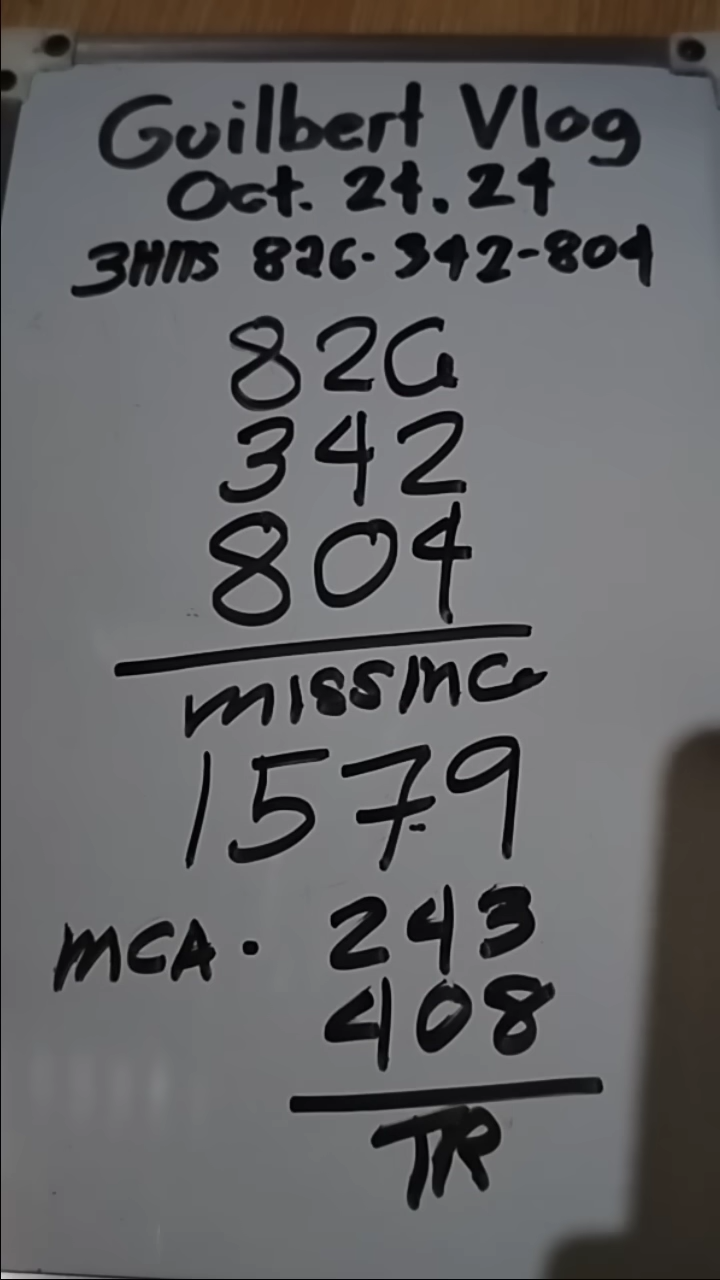 Guilbert Vlog
Oct. 24. 24
3HITS 826. 342-804
826
342
804
MISSING
1579
MCA. 243
408
TR